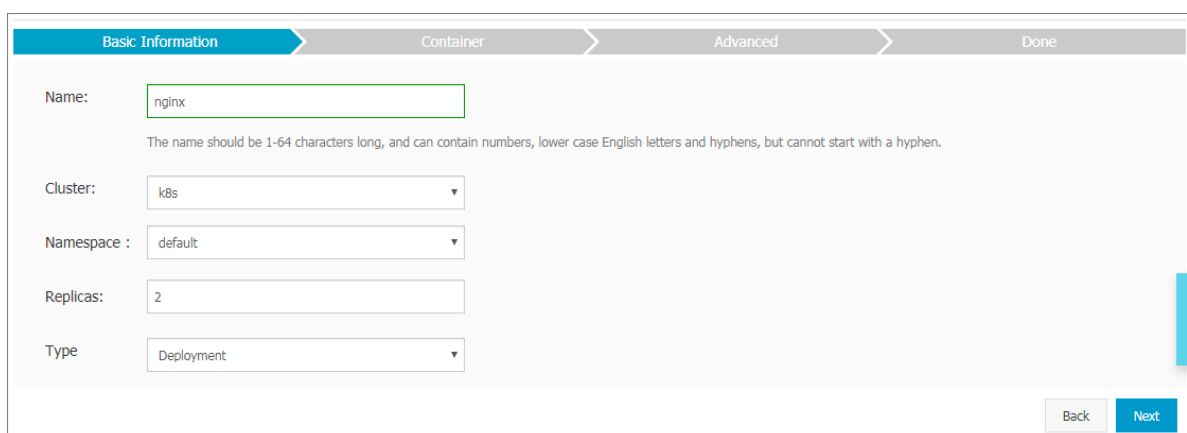 Basic Information Container Advanced Done
Name: nginx
The name should be 1-64 characters long, and can contain numbers, lower case English letters and hyphens, but cannot start with a hyphen.
Cluster: k8s
Namespace : default
Replicas: 2
Type Deployment
Back Next